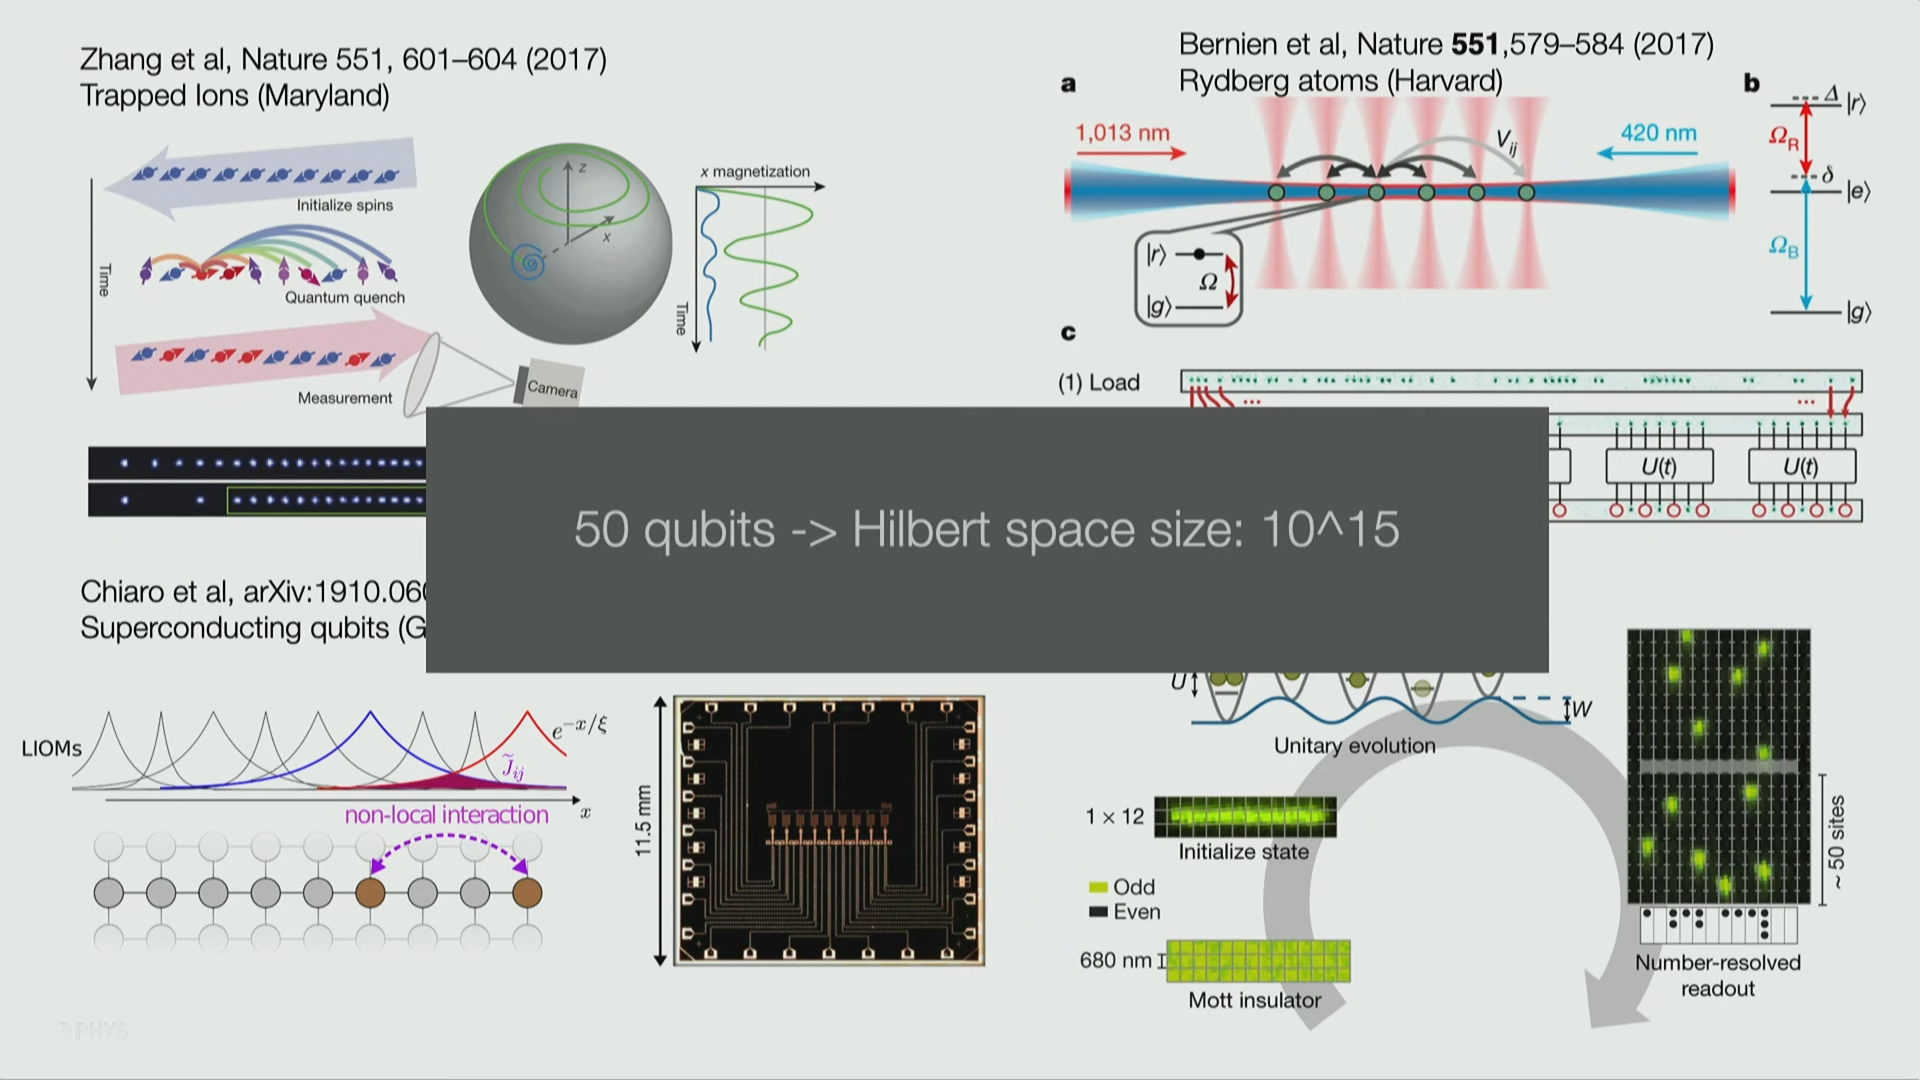 Zhang et al, Nature 551, 601–604 (2017)
Trapped Ions (Maryland)
Initialize spins
Time
Quantum quench
Measurement
Camera
z
x
x magnetization
Time
Bernien et al, Nature 551,579–584 (2017)
Rydberg atoms (Harvard)
a
1,013 nm
V_ij
420 nm
|r⟩
Ω
|g⟩
b
Δ
|r⟩
Ω_R
δ
|e⟩
Ω_B
|g⟩
c
(1) Load
...
...
U(t)
U(t)
50 qubits -> Hilbert space size: 10^15
Chiaro et al, arXiv:1910.06
Superconducting qubits (G
LIOMs
e^{−x/ξ}
J̃_ij
x
non-local interaction
11.5 mm
U
W
Unitary evolution
1 × 12
Initialize state
Odd
Even
680 nm
Mott insulator
~ 50 sites
Number-resolved
readout
PHYS